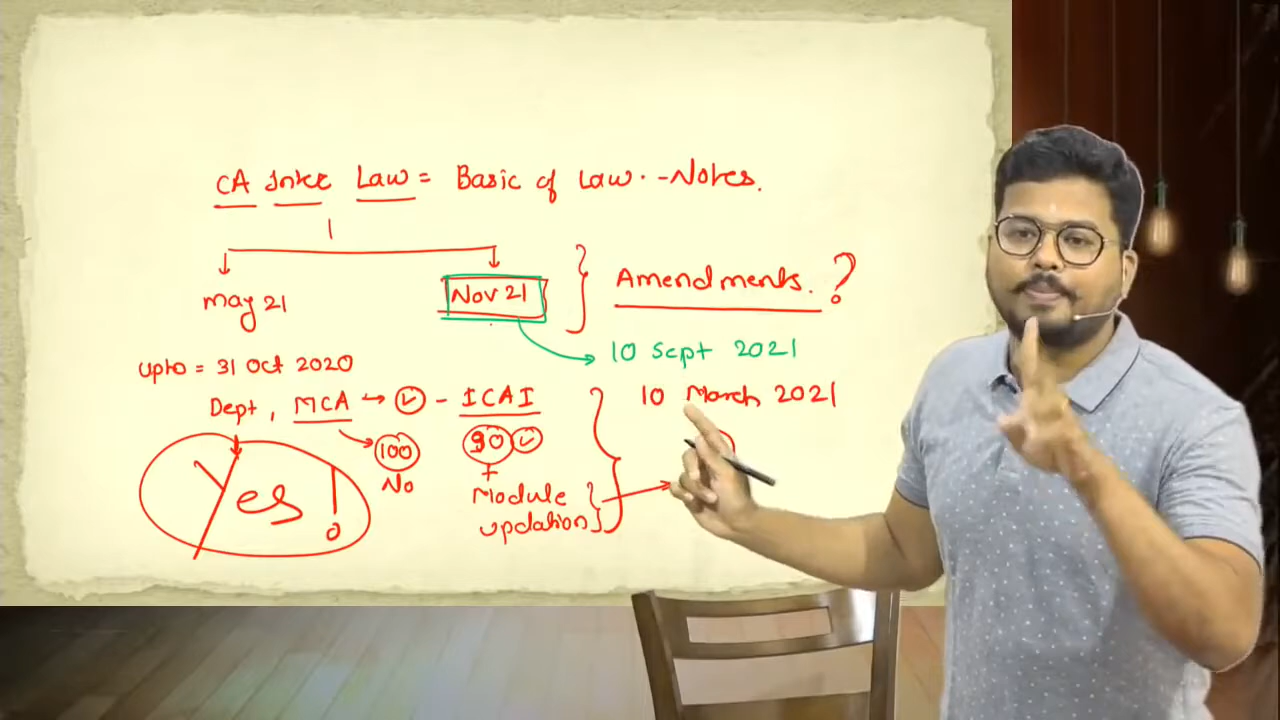 CA Inter Law = Basic of Law. - Notes.
may 21
Nov 21
Amendments. ?
10 Sept 2021
upto = 31 Oct 2020
10 March 2021
Dept, MCA → ✓ - ICAI
100
90 ✓
No
+
Module
updation
Yes!